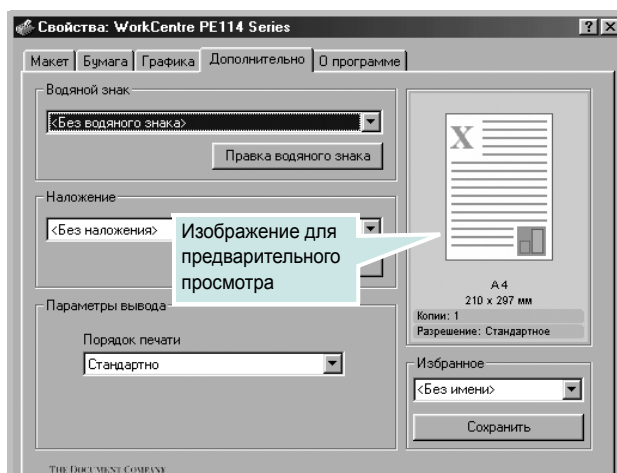 Свойства: WorkCentre PE114 Series
Макет Бумага Графика Дополнительно О программе
Водяной знак
<Без водяного знака>
Правка водяного знака
Наложение
<Без наложения>
Изображение для
предварительного
просмотра
X
A4
210 x 297 мм
Копии: 1
Разрешение: Стандартное
Параметры вывода
Порядок печати
Стандартно
Избранное
<Без имени>
Сохранить
THE DOCUMENT COMPANY